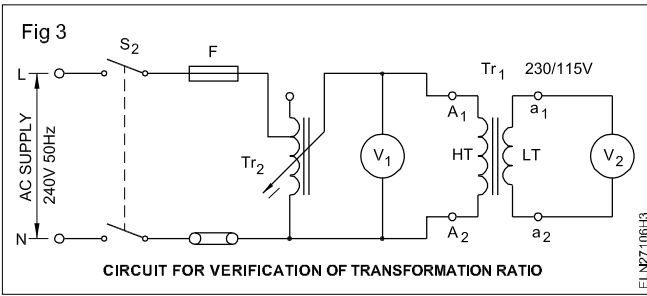 Fig 3
S2
F
Tr1 230/115V
L
A1
a1
AC SUPPLY
240V 50Hz
Tr2
V1
HT
LT
V2
N
A2
a2
CIRCUIT FOR VERIFICATION OF TRANSFORMATION RATIO
ELN27106H3